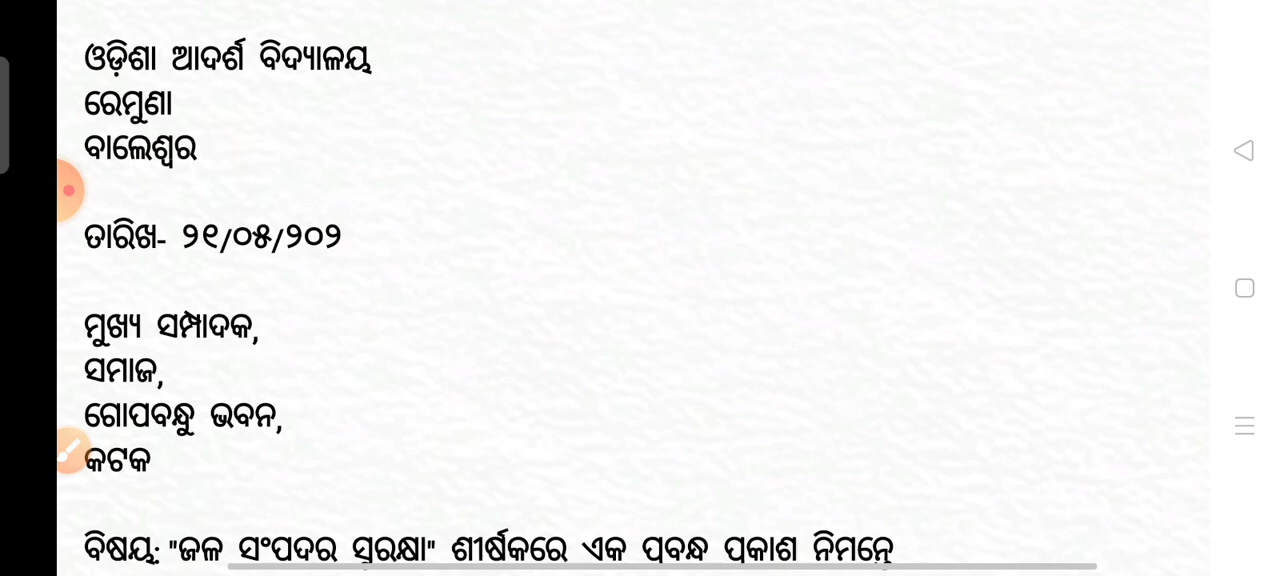 ଓଡ଼ିଶା ଆଦର୍ଶ ବିଦ୍ୟାଳୟ
ରେମୁଣା
ବାଲେଶ୍ୱର
ତାରିଖ- ୨୧/୦୫/୨୦୨
ମୁଖ୍ୟ ସମ୍ପାଦକ,
ସମାଜ,
ଗୋପବନ୍ଧୁ ଭବନ,
କଟକ
ବିଷୟ: "ଜଳ ସଂପଦର ସୁରକ୍ଷା" ଶୀର୍ଷକରେ ଏକ ପ୍ରବନ୍ଧ ପ୍ରକାଶ ନିମନ୍ତେ